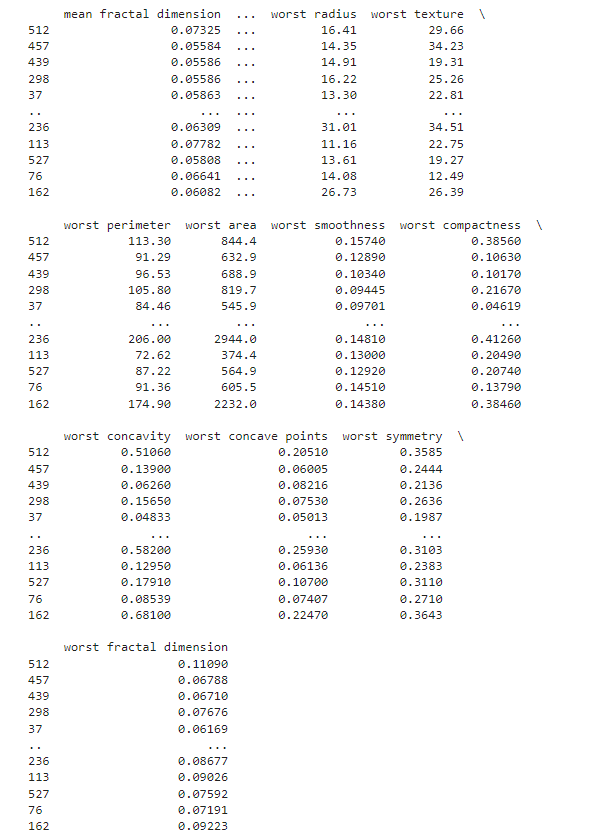 mean fractal dimension ... worst radius worst texture \
512 0.07325 ... 16.41 29.66
457 0.05584 ... 14.35 34.23
439 0.05586 ... 14.91 19.31
298 0.05586 ... 16.22 25.26
37 0.05863 ... 13.30 22.81
.. ... ... ... ...
236 0.06309 ... 31.01 34.51
113 0.07782 ... 11.16 22.75
527 0.05808 ... 13.61 19.27
76 0.06641 ... 14.08 12.49
162 0.06082 ... 26.73 26.39
worst perimeter worst area worst smoothness worst compactness \
512 113.30 844.4 0.15740 0.38560
457 91.29 632.9 0.12890 0.10630
439 96.53 688.9 0.10340 0.10170
298 105.80 819.7 0.09445 0.21670
37 84.46 545.9 0.09701 0.04619
.. ... ... ... ...
236 206.00 2944.0 0.14810 0.41260
113 72.62 374.4 0.13000 0.20490
527 87.22 564.9 0.12920 0.20740
76 91.36 605.5 0.14510 0.13790
162 174.90 2232.0 0.14380 0.38460
worst concavity worst concave points worst symmetry \
512 0.51060 0.20510 0.3585
457 0.13900 0.06005 0.2444
439 0.06260 0.08216 0.2136
298 0.15650 0.07530 0.2636
37 0.04833 0.05013 0.1987
.. ... ... ...
236 0.58200 0.25930 0.3103
113 0.12950 0.06136 0.2383
527 0.17910 0.10700 0.3110
76 0.08539 0.07407 0.2710
162 0.68100 0.22470 0.3643
worst fractal dimension
512 0.11090
457 0.06788
439 0.06710
298 0.07676
37 0.06169
.. ...
236 0.08677
113 0.09026
527 0.07592
76 0.07191
162 0.09223